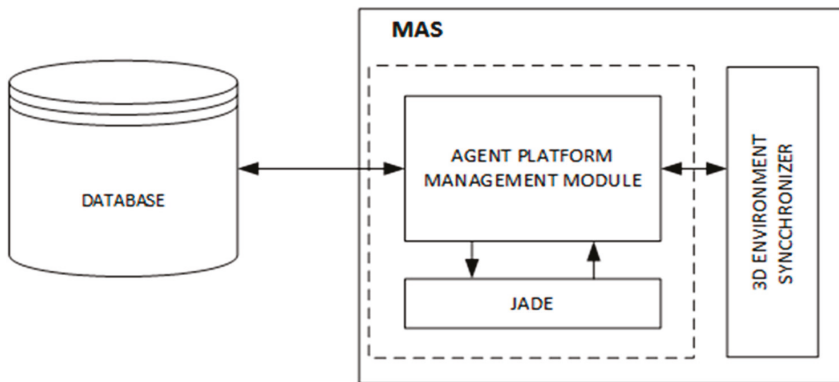 MAS
DATABASE
AGENT PLATFORM
MANAGEMENT MODULE
JADE
3D ENVIRONMENT
SYNCCHRONIZER